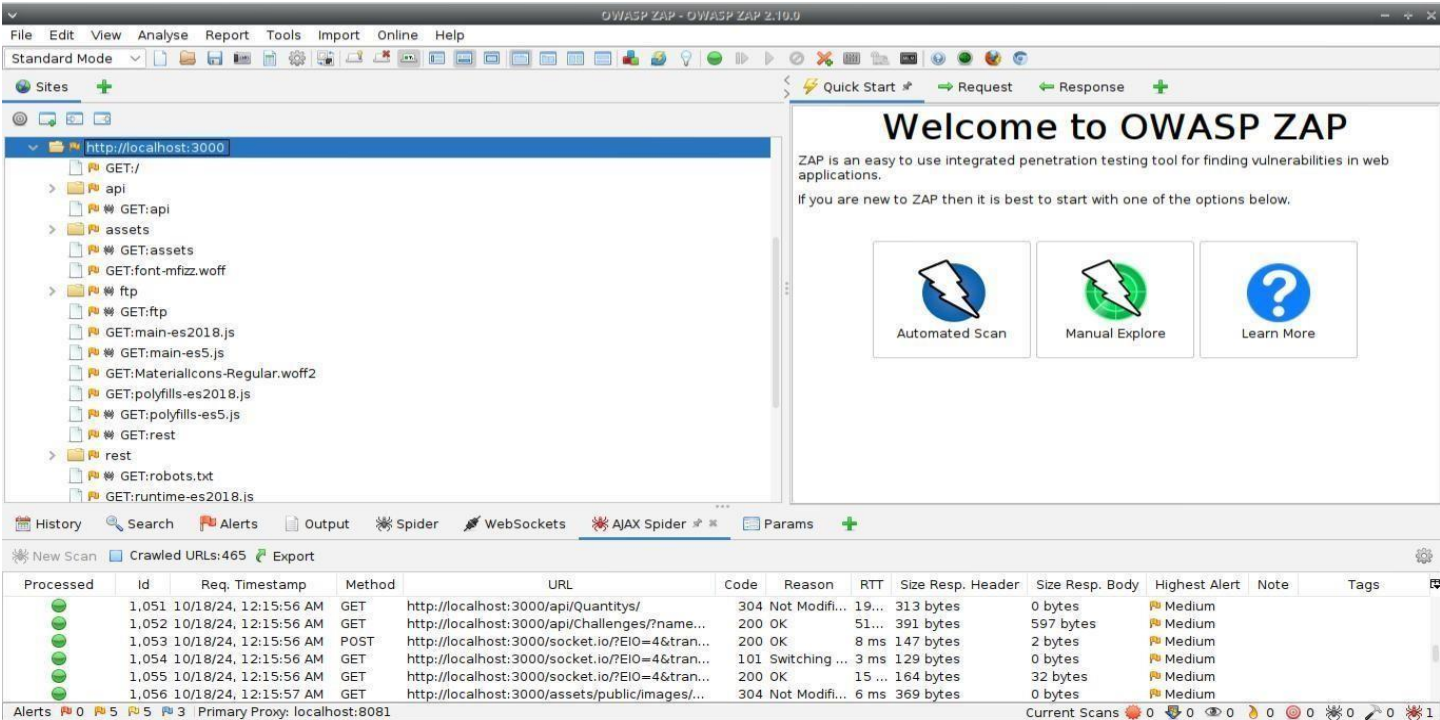 OWASP ZAP - OWASP ZAP 2.10.0
File Edit View Analyse Report Tools Import Online Help
Standard Mode
Sites
Quick Start Request Response
http://localhost:3000
GET:/
api
GET:api
assets
GET:assets
GET:font-mfizz.woff
ftp
GET:ftp
GET:main-es2018.js
GET:main-es5.js
GET:MaterialIcons-Regular.woff2
GET:polyfills-es2018.js
GET:polyfills-es5.js
GET:rest
rest
GET:robots.txt
GET:runtime-es2018.js
Welcome to OWASP ZAP
ZAP is an easy to use integrated penetration testing tool for finding vulnerabilities in web
applications.
If you are new to ZAP then it is best to start with one of the options below.
Automated Scan Manual Explore Learn More
History Search Alerts Output Spider WebSockets AJAX Spider Params
New Scan Crawled URLs:465 Export
Processed Id Req. Timestamp Method URL Code Reason RTT Size Resp. Header Size Resp. Body Highest Alert Note Tags
1,051 10/18/24, 12:15:56 AM GET http://localhost:3000/api/Quantitys/ 304 Not Modifi... 19... 313 bytes 0 bytes Medium
1,052 10/18/24, 12:15:56 AM GET http://localhost:3000/api/Challenges/?name... 200 OK 51... 391 bytes 597 bytes Medium
1,053 10/18/24, 12:15:56 AM POST http://localhost:3000/socket.io/?EIO=4&tran... 200 OK 8 ms 147 bytes 2 bytes Medium
1,054 10/18/24, 12:15:56 AM GET http://localhost:3000/socket.io/?EIO=4&tran... 101 Switching ... 3 ms 129 bytes 0 bytes Medium
1,055 10/18/24, 12:15:56 AM GET http://localhost:3000/socket.io/?EIO=4&tran... 200 OK 15 ... 164 bytes 32 bytes Medium
1,056 10/18/24, 12:15:57 AM GET http://localhost:3000/assets/public/images/... 304 Not Modifi... 6 ms 369 bytes 0 bytes Medium
Alerts 0 5 5 3 Primary Proxy: localhost:8081 Current Scans 0 0 0 0 0 0 0 1